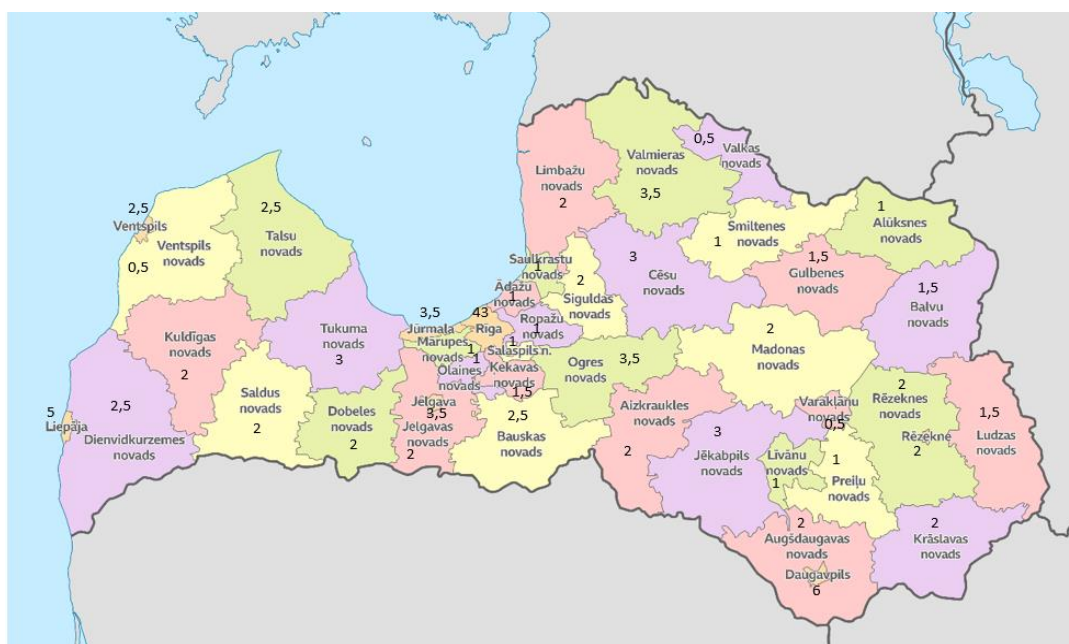 0,5
Valkas
novads
Valmieras
novads
3,5
Limbažu
novads
2
1
Alūksnes
novads
2,5
Ventspils
Ventspils
novads
0,5
2,5
Talsu
novads
Smiltenes
novads
1
3
Cēsu
novads
1,5
Gulbenes
novads
1,5
Balvu
novads
Saulkrastu
1
novads
2
Siguldas
novads
Ādažu
1
novads
3,5
Jūrmala
43
Rīga
Ropažu
1
novads
Mārupes
novads
1
1
Salaspils n.
1
Olaines
novads
Ķekavas
novads
1,5
Tukuma
novads
3
Kuldīgas
novads
2
Ogres
novads
3,5
2
Madonas
novads
Saldus
novads
2
Dobeles
novads
2
Jelgava
3,5
Jelgavas
novads
2
2,5
Bauskas
novads
Aizkraukles
novads
2
Varakļānu
novads
0,5
2
Rēzeknes
novads
Rēzekne
2
1,5
Ludzas
novads
5
Liepāja
2,5
Dienvidkurzemes
novads
3
Jēkabpils
novads
Līvānu
novads
1
1
Preiļu
novads
2
Augšdaugavas
novads
Daugavpils
6
2
Krāslavas
novads